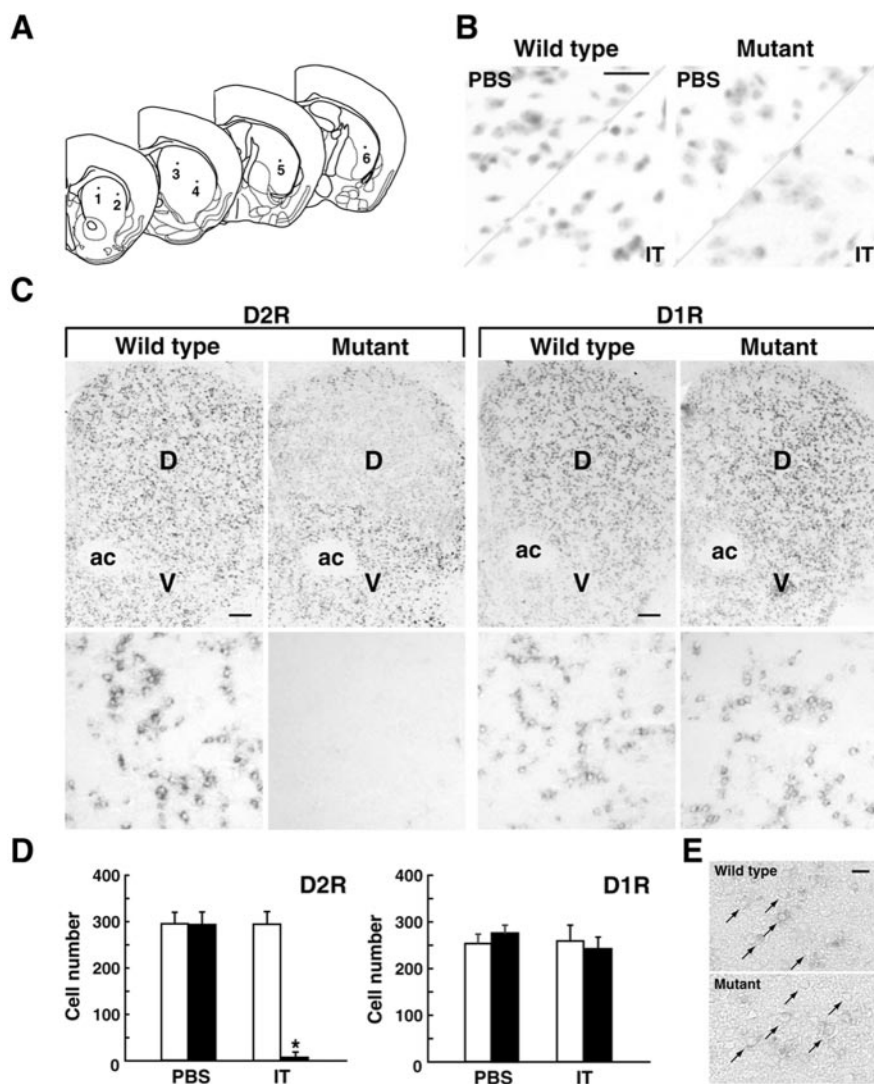 A
1
2
3
4
5
6
B
Wild type Mutant
PBS PBS
IT IT
C
D2R D1R
Wild type Mutant Wild type Mutant
D D D D
ac ac ac ac
V V V V
D
D2R
Cell number
400
300
200
100
0
*
PBS IT
D1R
Cell number
400
300
200
100
0
PBS IT
E
Wild type
Mutant